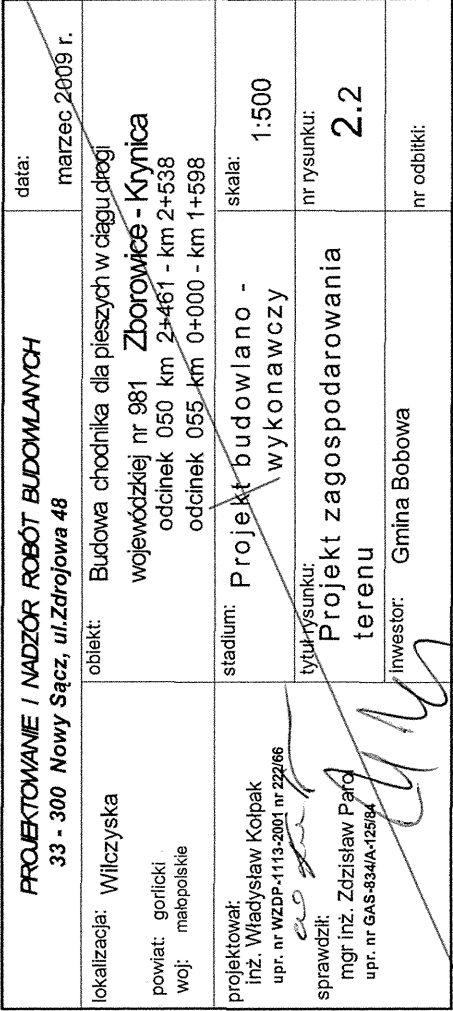 PROJEKTOWANIE I NADZÓR ROBÓT BUDOWLANYCH
33 - 300 Nowy Sącz, ul.Zdrojowa 48
data:
marzec 2009 r.
lokalizacja: Wilczyska
powiat: gorlicki
woj: małopolskie
obiekt: Budowa chodnika dla pieszych w ciągu drogi
wojewódzkiej nr 981 Zborowice - Krynica
odcinek 050 km 2+461 - km 2+538
odcinek 055 km 0+000 - km 1+598
projektował:
inż. Władysław Kołpak
upr. nr WZDP-1113-2001 nr 222/66
sprawdził:
mgr inż. Zdzisław Parol
upr. nr GAS-834/A-125/84
stadium: Projekt budowlano -
wykonawczy
skala:
1:500
tytuł rysunku:
Projekt zagospodarowania
terenu
nr rysunku:
2.2
inwestor: Gmina Bobowa
nr odbitki: